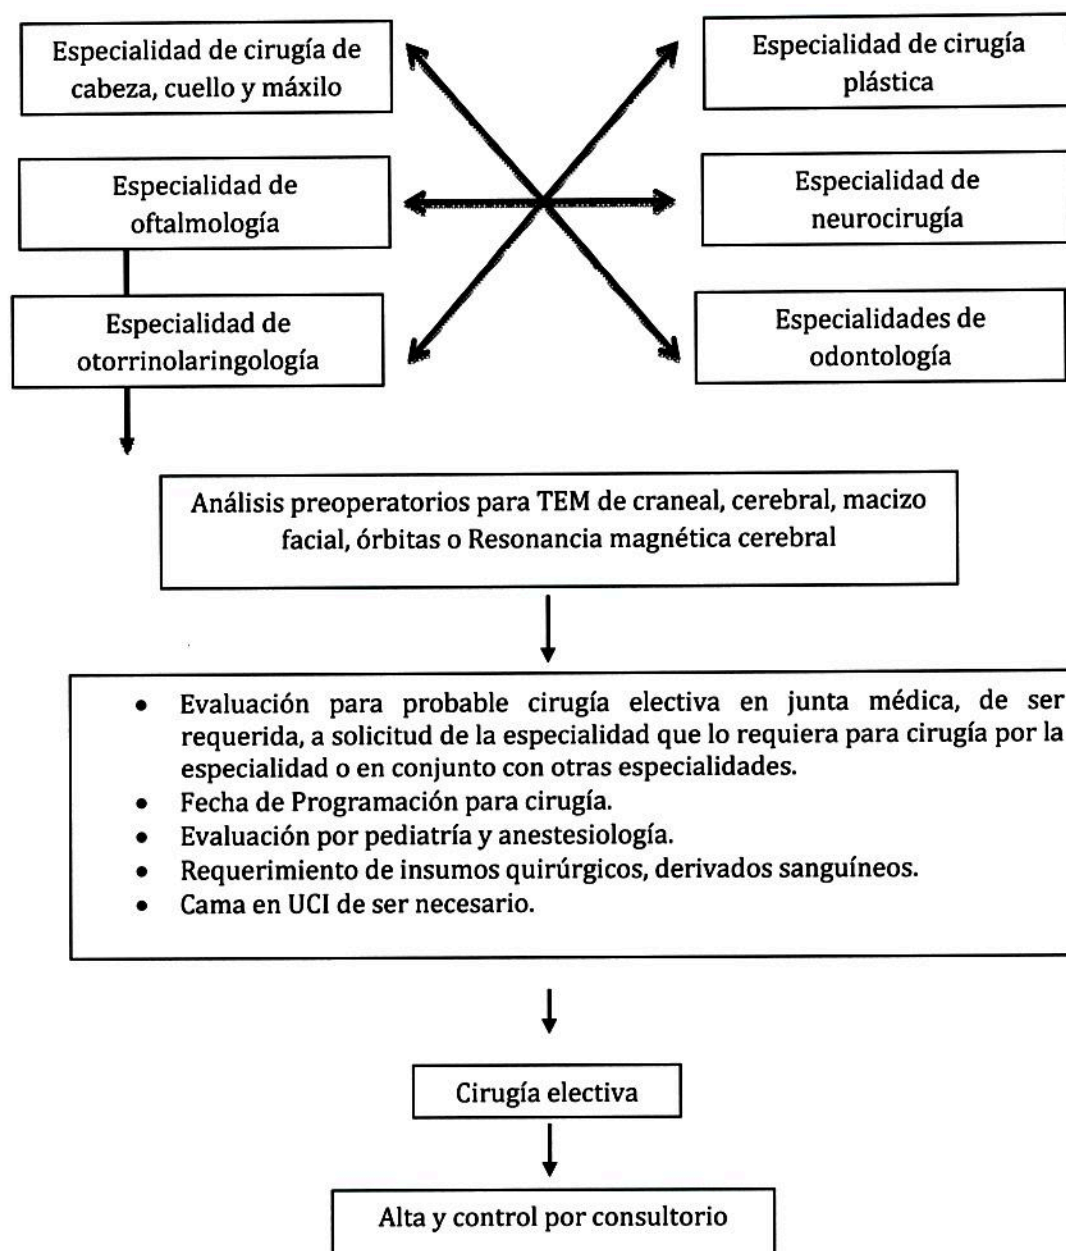 Especialidad de cirugía de
cabeza, cuello y máxilo
Especialidad de cirugía
plástica
Especialidad de
oftalmología
Especialidad de
neurocirugía
Especialidad de
otorrinolaringología
Especialidades de
odontología
Análisis preoperatorios para TEM de craneal, cerebral, macizo
facial, órbitas o Resonancia magnética cerebral
• Evaluación para probable cirugía electiva en junta médica, de ser
requerida, a solicitud de la especialidad que lo requiera para cirugía por la
especialidad o en conjunto con otras especialidades.
• Fecha de Programación para cirugía.
• Evaluación por pediatría y anestesiología.
• Requerimiento de insumos quirúrgicos, derivados sanguíneos.
• Cama en UCI de ser necesario.
Cirugía electiva
Alta y control por consultorio